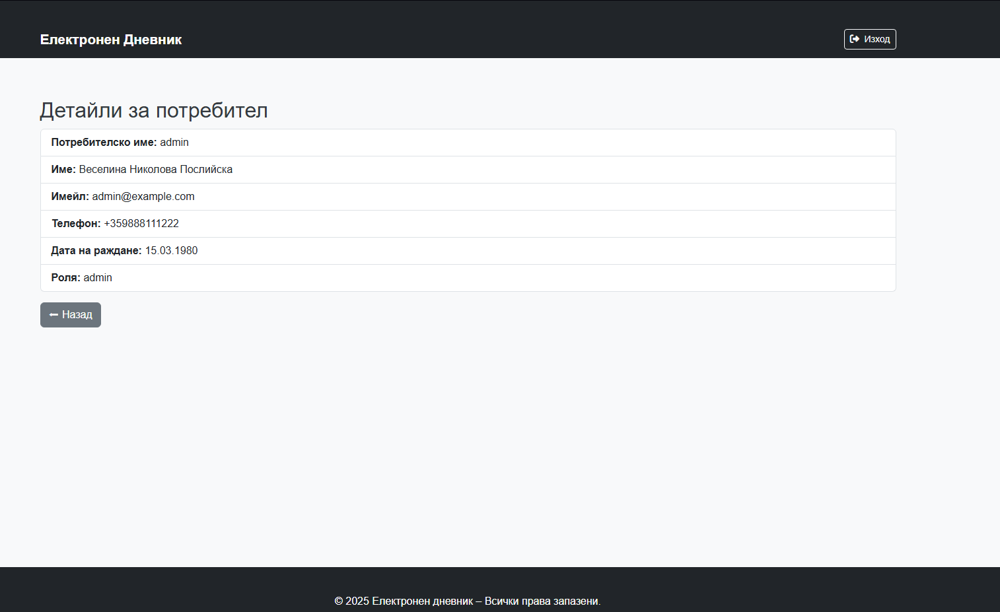 Електронен Дневник
Изход
Детайли за потребител
Потребителско име: admin
Име: Веселина Николова Послийска
Имейл: admin@example.com
Телефон: +359888111222
Дата на раждане: 15.03.1980
Роля: admin
Назад
© 2025 Електронен дневник – Всички права запазени.